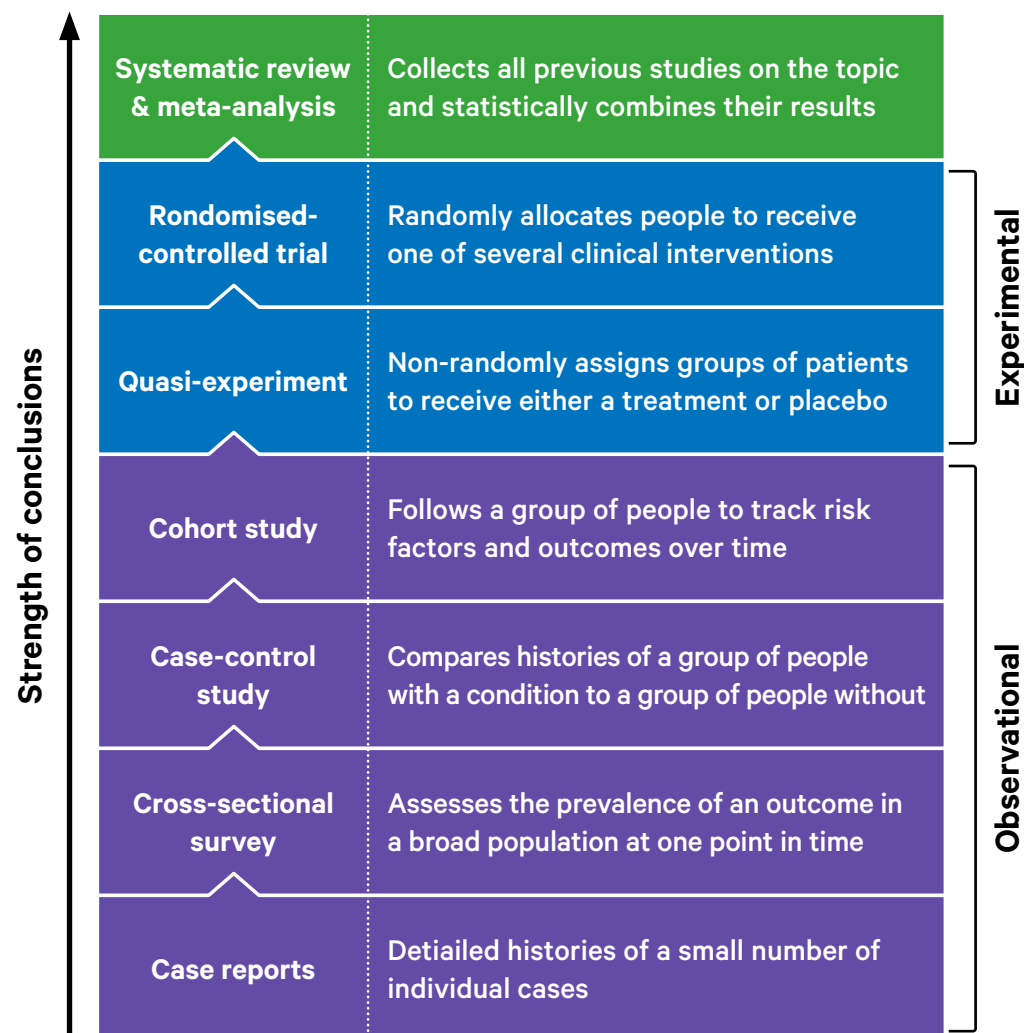 Systematic review
& meta-analysis
Collects all previous studies on the topic
and statistically combines their results
Rondomised-
controlled trial
Randomly allocates people to receive
one of several clinical interventions
Quasi-experiment
Non-randomly assigns groups of patients
to receive either a treatment or placebo
Cohort study
Follows a group of people to track risk
factors and outcomes over time
Case-control
study
Compares histories of a group of people
with a condition to a group of people without
Cross-sectional
survey
Assesses the prevalence of an outcome in
a broad population at one point in time
Case reports
Detiailed histories of a small number of
individual cases
Strength of conclusions
Experimental
Observational